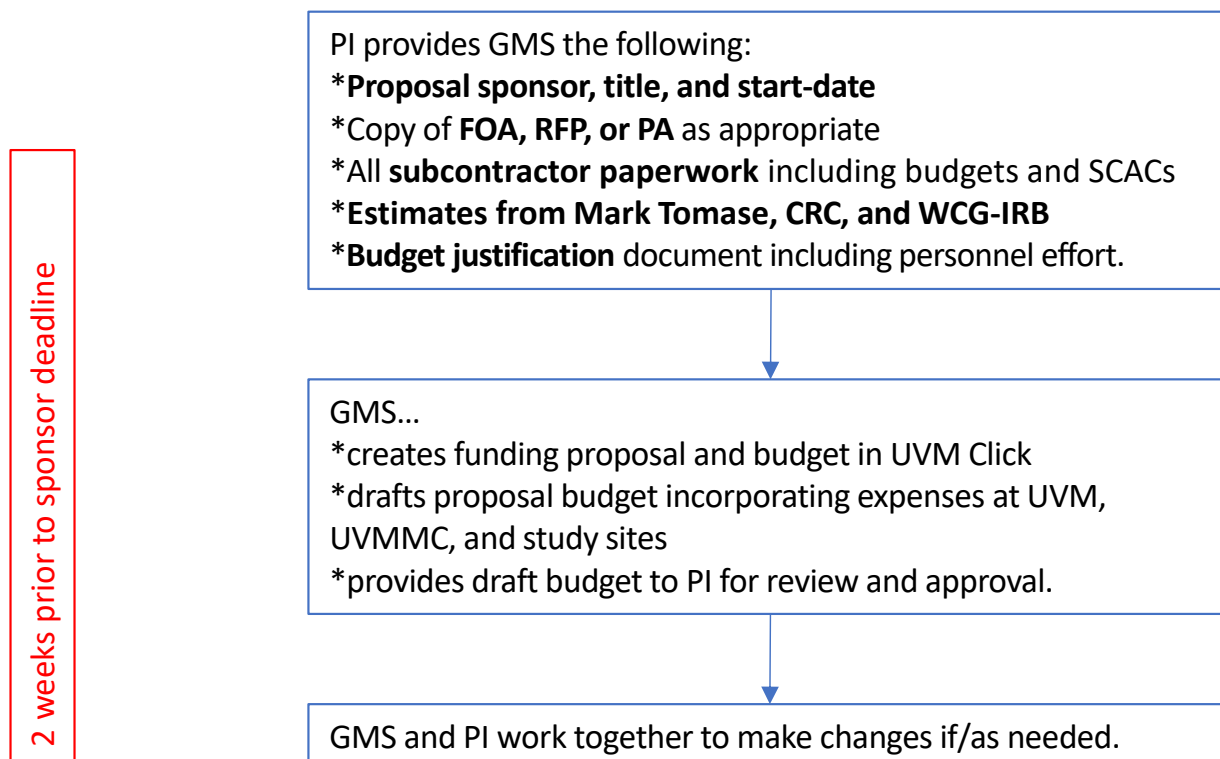 PI provides GMS the following:
*Proposal sponsor, title, and start-date
*Copy of FOA, RFP, or PA as appropriate
*All subcontractor paperwork including budgets and SCACs
*Estimates from Mark Tomase, CRC, and WCG-IRB
*Budget justification document including personnel effort.
2 weeks prior to sponsor deadline
GMS...
*creates funding proposal and budget in UVM Click
*drafts proposal budget incorporating expenses at UVM,
UVMMC, and study sites
*provides draft budget to PI for review and approval.
GMS and PI work together to make changes if/as needed.